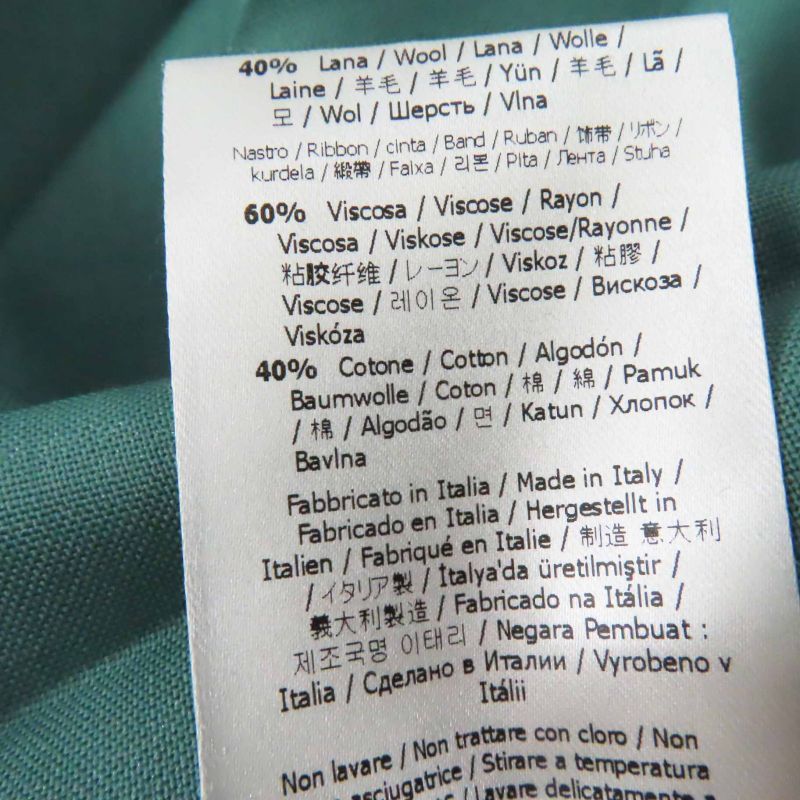 40% Lana / Wool / Lana / Wolle /
Laine / 羊毛 / 羊毛 / Yün / 羊毛 / Lã /
모 / Wol / Шерсть / Vlna
Nastro / Ribbon / cinta / Band / Ruban / 饰带 / リボン /
kurdela / 緞帶 / Faixa / 리본 / Pita / Лента / Stuha
60% Viscosa / Viscose / Rayon /
Viscosa / Viskose / Viscose/Rayonne /
粘胶纤维 / レーヨン / Viskoz / 粘膠 /
Viscose / 레이온 / Viscose / Вискоза /
Viskóza
40% Cotone / Cotton / Algodón /
Baumwolle / Coton / 棉 / 綿 / Pamuk
/ 棉 / Algodão / 면 / Katun / Хлопок /
Bavlna
Fabbricato in Italia / Made in Italy /
Fabricado en Italia / Hergestellt in
Italien / Fabriqué en Italie / 制造 意大利
/ イタリア製 / İtalya'da üretilmiştir /
義大利製造 / Fabricado na Itália /
제조국명 이태리 / Negara Pembuat :
Italia / Сделано в Италии / Vyrobeno v
Itálii
Non lavare / Non trattare con cloro / Non
asciugatrice / Stirare a temperatura
/ Lavare delicatamente a